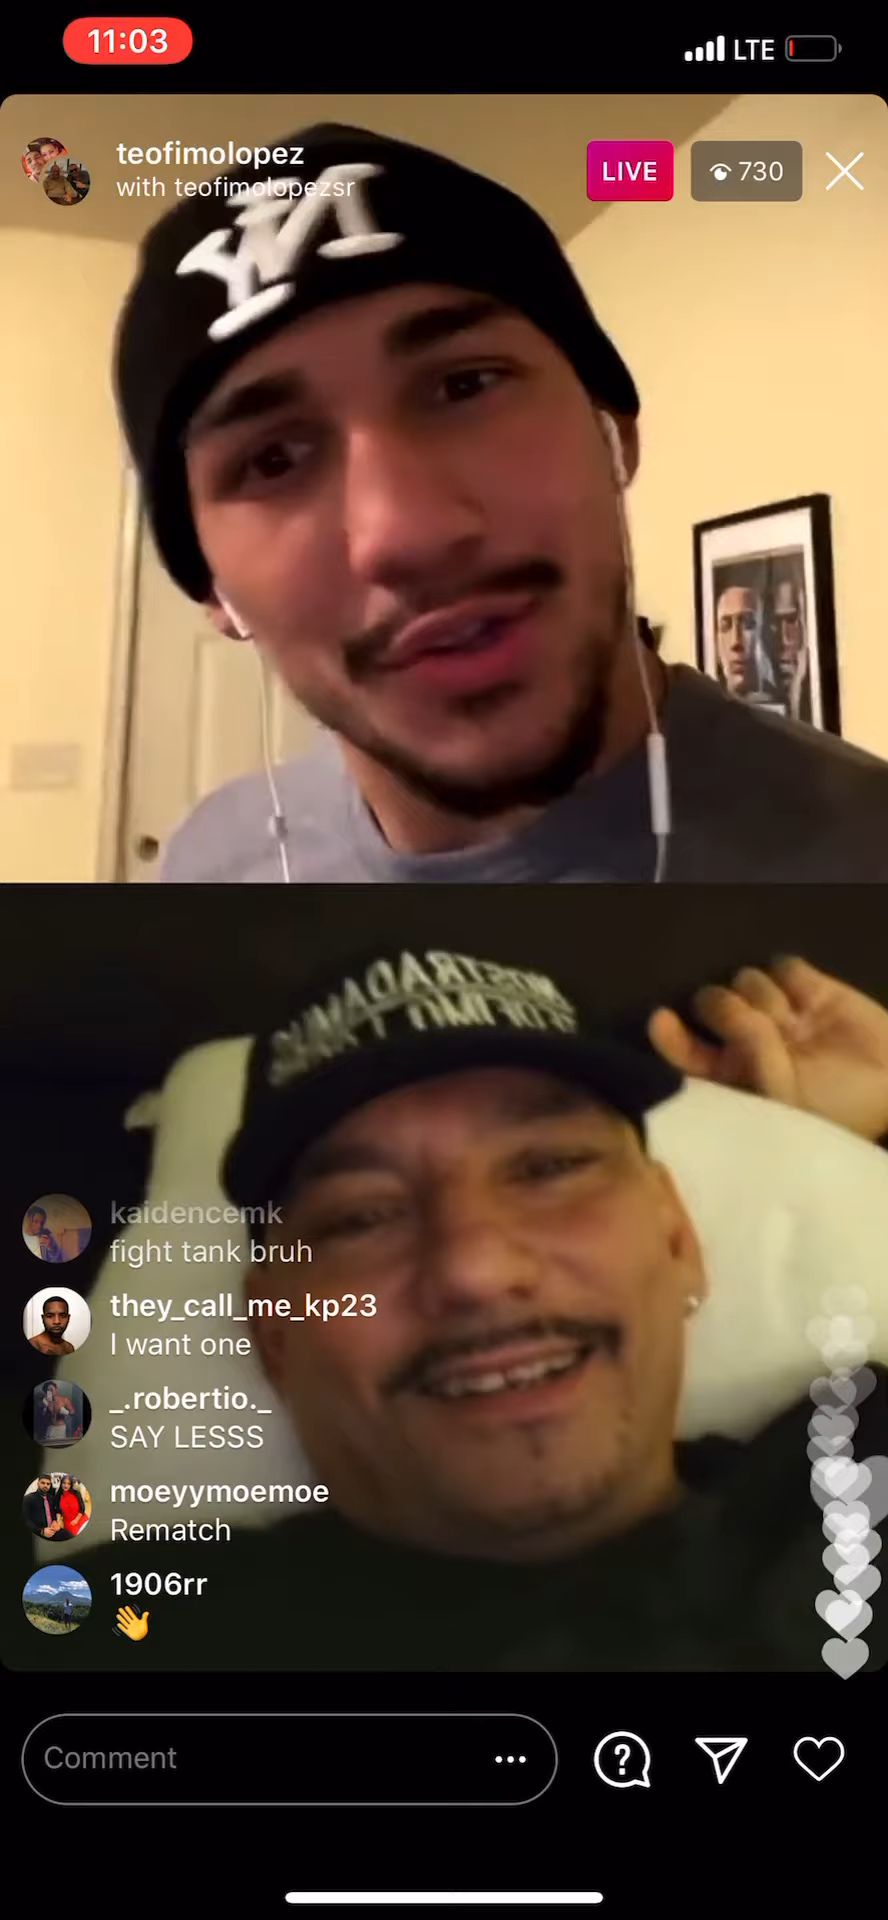 11:03
LTE
teofimolopez
with teofimolopezsr
LIVE
730
kaidencemk
fight tank bruh
they_call_me_kp23
I want one
_.robertio._
SAY LESSS
moeyymoemoe
Rematch
1906rr
👋
Comment